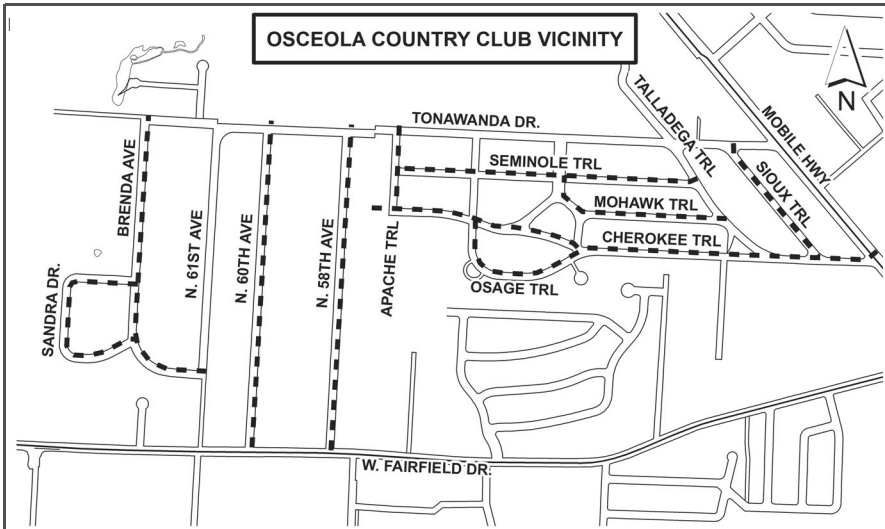 OSCEOLA COUNTRY CLUB VICINITY
N
TONAWANDA DR.
TALLADEGA TRL
MOBILE HWY
SEMINOLE TRL
SIOUX TRL
BRENDA AVE
MOHAWK TRL
N. 61ST AVE
N. 60TH AVE
N. 58TH AVE
APACHE TRL
CHEROKEE TRL
SANDRA DR.
OSAGE TRL
W. FAIRFIELD DR.